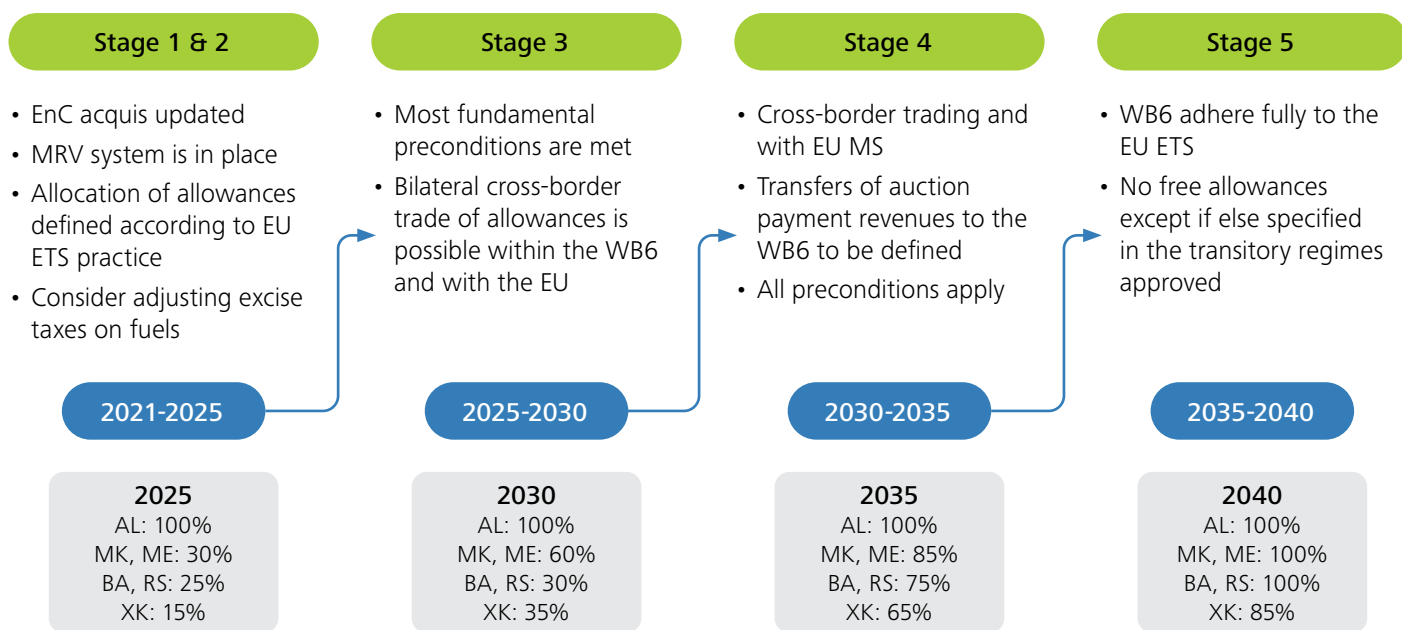 Stage 1 & 2
• EnC acquis updated
• MRV system is in place
• Allocation of allowances
defined according to EU
ETS practice
• Consider adjusting excise
taxes on fuels
2021-2025
2025
AL: 100%
MK, ME: 30%
BA, RS: 25%
XK: 15%
Stage 3
• Most fundamental
preconditions are met
• Bilateral cross-border
trade of allowances is
possible within the WB6
and with the EU
2025-2030
2030
AL: 100%
MK, ME: 60%
BA, RS: 30%
XK: 35%
Stage 4
• Cross-border trading and
with EU MS
• Transfers of auction
payment revenues to the
WB6 to be defined
• All preconditions apply
2030-2035
2035
AL: 100%
MK, ME: 85%
BA, RS: 75%
XK: 65%
Stage 5
• WB6 adhere fully to the
EU ETS
• No free allowances
except if else specified
in the transitory regimes
approved
2035-2040
2040
AL: 100%
MK, ME: 100%
BA, RS: 100%
XK: 85%